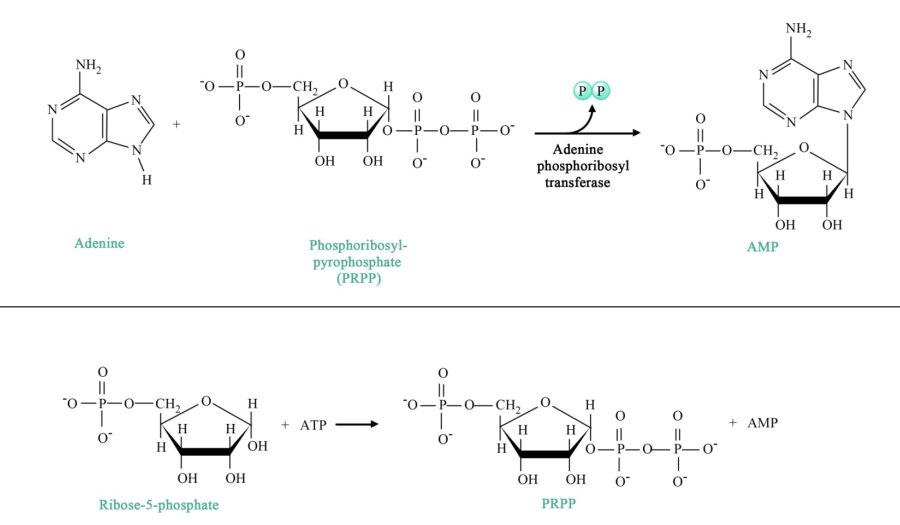 NH2
N
N
N
N
H
+
O
-O-P-O-CH2
O-
O
H
H
H
H
OH
OH
O
O-P-O-P-O-
O
O-
O-
P P
Adenine
phosphoribosyl
transferase
NH2
N
N
N
N
O
-O-P-O-CH2
O-
O
H
H
H
H
OH
OH
Adenine
Phosphoribosyl-
pyrophosphate
(PRPP)
AMP
O
-O-P-O-CH2
O-
O
H
H
H
H
OH
OH
OH
+ ATP
O
-O-P-O-CH2
O-
O
H
H
H
H
OH
OH
O
O
O-P-O-P-O-
O-
O-
+ AMP
Ribose-5-phosphate
PRPP